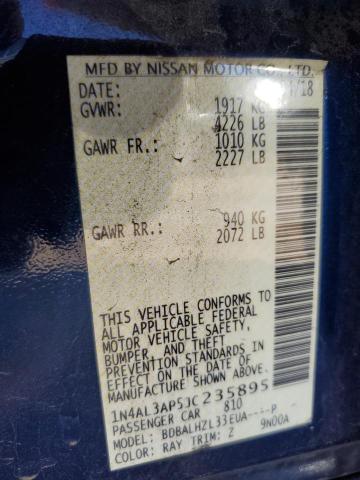 MFD BY NISSAN MOTOR CO., LTD.
DATE: /18
GVWR: 1917 KG
4226 LB
GAWR FR.: 1010 KG
2227 LB
GAWR RR.: 940 KG
2072 LB
THIS VEHICLE CONFORMS TO
ALL APPLICABLE FEDERAL
MOTOR VEHICLE SAFETY,
BUMPER, AND THEFT
PREVENTION STANDARDS IN
EFFECT ON THE DATE OF
MANUFACTURE SHOWN ABOVE.
1N4AL3AP5JC235895
PASSENGER CAR 810
MODEL: BDBALHZL33EUA----P
COLOR: RAY TRIM: Z 9N00A